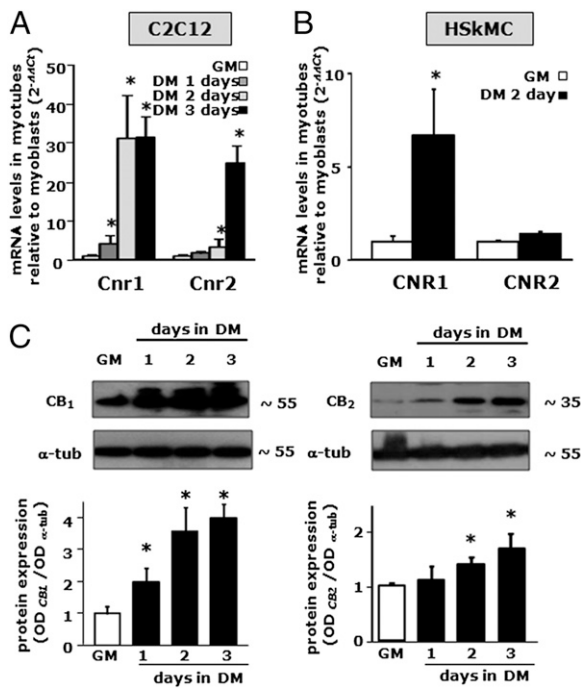 A
C2C12
GM
DM 1 days
DM 2 days
DM 3 days
mRNA levels in myotubes
relative to myoblasts (2-ΔΔCt)
50
40
30
20
10
0
*
*
*
*
*
Cnr1
Cnr2
B
HSkMC
GM
DM 2 day
mRNA levels in myotubes
relative to myoblasts (2-ΔΔCt)
10
5
0
*
CNR1
CNR2
C
days in DM
GM 1 2 3
CB1
~ 55
α-tub
~ 55
protein expression
(OD CB1 /OD α-tub)
4
3
2
1
*
*
*
GM 1 2 3
days in DM
days in DM
GM 1 2 3
CB2
~ 35
α-tub
~ 55
protein expression
(OD CB2 /OD α-tub)
2
1
0
*
*
GM 1 2 3
days in DM